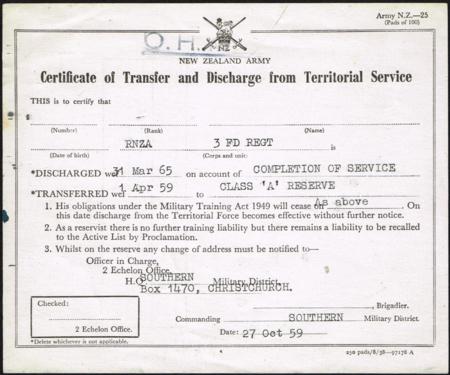 Army N.Z.—25
(Pads of 100)
O.H.
NZ
NEW ZEALAND ARMY
Certificate of Transfer and Discharge from Territorial Service
THIS is to certify that
(Number) (Rank) (Name)
RNZA 3 FD REGT is
(Date of birth) (Corps and unit)
*DISCHARGED wef 31 Mar 65 on account of COMPLETION OF SERVICE
*TRANSFERRED wef 1 Apr 59 to CLASS 'A' RESERVE
1. His obligations under the Military Training Act 1949 will cease on As above. On
this date discharge from the Territorial Force becomes effective without further notice.
2. As a reservist there is no further training liability but there remains a liability to be recalled
to the Active List by Proclamation.
3. Whilst on the reserve any change of address must be notified to—
Officer in Charge,
2 Echelon Office,
H.Q. SOUTHERN Military District,
Box 1470, CHRISTCHURCH.
, Brigadier.
Checked:
Commanding SOUTHERN Military District.
2 Echelon Office.
Date: 27 Oct 59
*Delete whichever is not applicable.
250 pads/8/58—97178 A